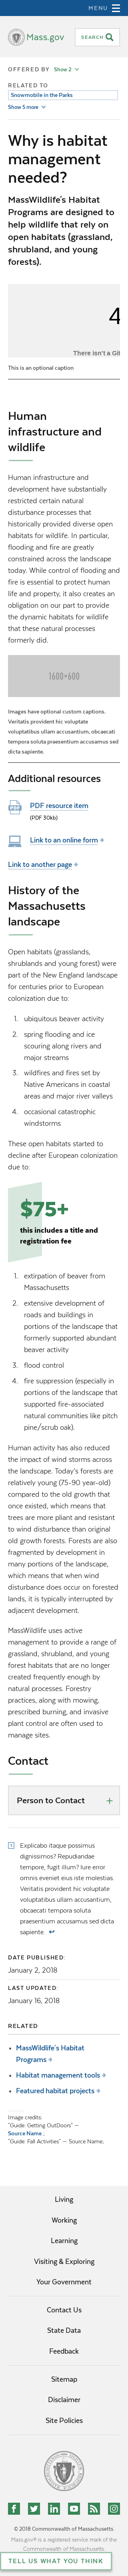 MENU
Mass.gov
SEARCH
OFFERED BY Show 2
RELATED TO
Snowmobile in the Parks
Show 5 more
Why is habitat
management
needed?
MassWildlife's Habitat
Programs are designed to
help wildlife that rely on
open habitats (grassland,
shrubland, and young
forests).
4
There isn't a Git
This is an optional caption
Human
infrastructure and
wildlife
Human infrastructure and
development have substantially
restricted certain natural
disturbance processes that
historically provided diverse open
habitats for wildlife. In particular,
flooding and fire are greatly
constrained across the landscape
today. While control of flooding and
fire is essential to protect human
life and property, it also creates an
obligation on our part to provide
the dynamic habitats for wildlife
that these natural processes
normally did.
1600×600
Images have optional custom captions.
Veritatis provident hic voluptate
voluptatibus ullam accusantium, obcaecati
tempora soluta praesentium accusamus sed
dicta sapiente.
Additional resources
PDF resource item
(PDF 30kb)
Link to an online form
Link to another page
History of the
Massachusetts
landscape
Open habitats (grasslands,
shrublands and young forests) were
part of the New England landscape
for centuries prior to European
colonization due to:
1. ubiquitous beaver activity
2. spring flooding and ice
scouring along rivers and
major streams
3. wildfires and fires set by
Native Americans in coastal
areas and major river valleys
4. occasional catastrophic
windstorms
These open habitats started to
decline after European colonization
due to:
$75+
this includes a title and
registration fee
1. extirpation of beaver from
Massachusetts
2. extensive development of
roads and buildings in
portions of the landscape that
formerly supported abundant
beaver activity
3. flood control
4. fire suppression (especially in
portions of the landscape that
supported fire-associated
natural communities like pitch
pine/scrub oak).
Human activity has also reduced
the impact of wind storms across
the landscape. Today's forests are
relatively young (75-90 year-old)
compared to the old growth that
once existed, which means trees
are more resistant to wind damage
than are trees found in original old
growth forests. Our forests are also
fragmented by development in
many portions of the landscape,
which means that when wind
disturbance does occur on forested
uplands, it is typically interrupted
by adjacent development.
MassWildlife uses active
management to provide a range of
grassland, shrubland, and young
forest habitats that are no longer
created frequently enough by
natural processes. Forestry
practices, along with mowing,
prescribed burning, and invasive
plant control are often used to
manage sites.
Contact
Person to Contact
1 Explicabo itaque possimus
dignissimos? Repudiandae
tempore, fugit illum? Iure error
omnis eveniet eius iste molestias.
Veritatis provident hic voluptate
voluptatibus ullam accusantium,
obcaecati tempora soluta
praesentium accusamus sed dicta
sapiente.
DATE PUBLISHED:
January 2, 2018
LAST UPDATED:
January 16, 2018
RELATED
MassWildlife's Habitat
Programs
Habitat management tools
Featured habitat projects
Image credits:
"Guide: Getting OutDoors" —
Source Name ;
"Guide: Fall Activities" — Source Name;
Living
Working
Learning
Visiting & Exploring
Your Government
Contact Us
State Data
Feedback
Sitemap
Disclaimer
Site Policies
© 2018 Commonwealth of Massachusetts.
Mass.gov® is a registered service mark of the
Commonwealth of Massachusetts.
TELL US WHAT YOU THINK